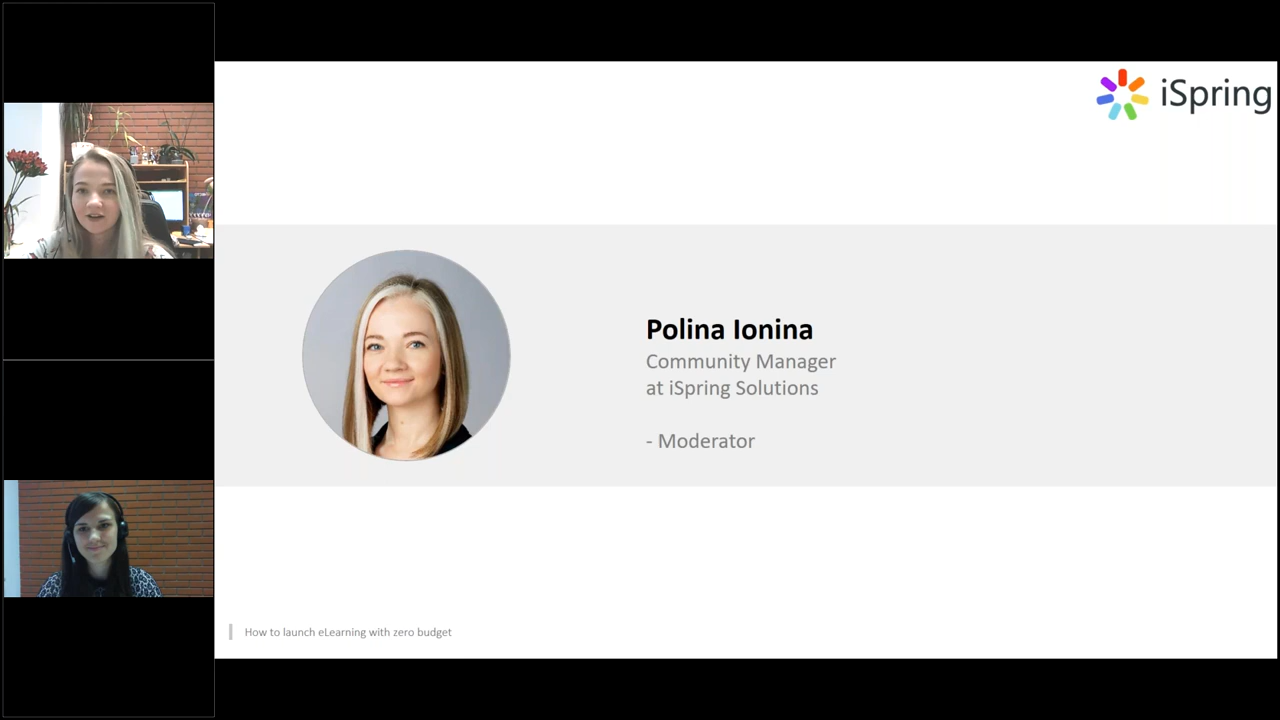 iSpring
Polina Ionina
Community Manager
at iSpring Solutions
- Moderator
How to launch eLearning with zero budget